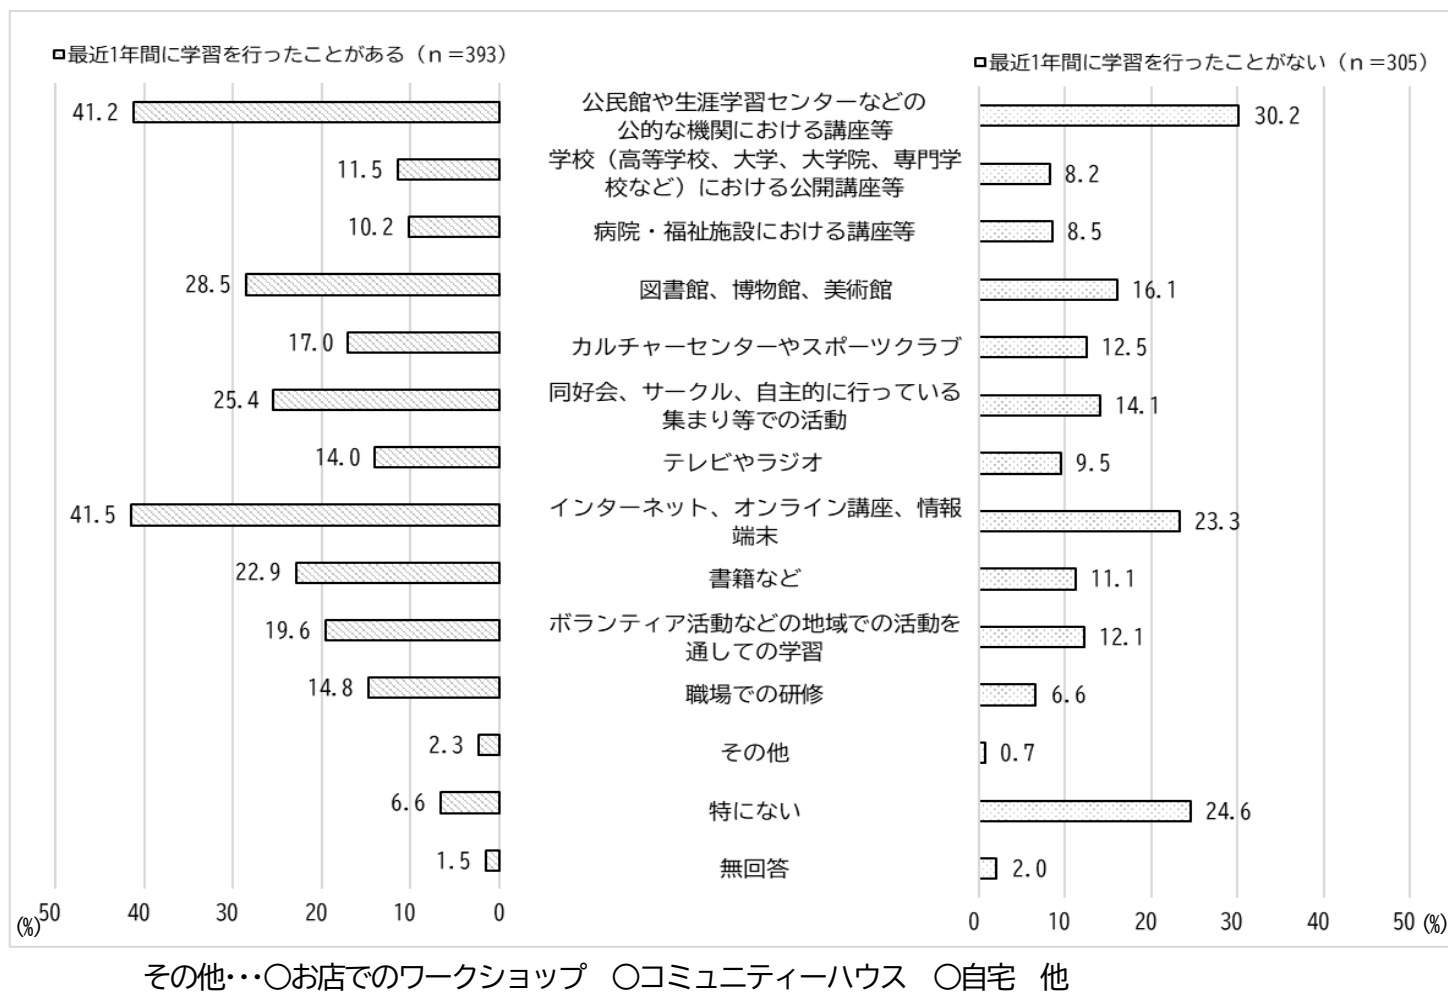 最近1年間に学習を行ったことがある（n=393）
最近1年間に学習を行ったことがない（n=305）
41.2
公民館や生涯学習センターなどの
公的な機関における講座等
30.2
11.5
学校（高等学校、大学、大学院、専門学
校など）における公開講座等
8.2
10.2
病院・福祉施設における講座等
8.5
28.5
図書館、博物館、美術館
16.1
17.0
カルチャーセンターやスポーツクラブ
12.5
25.4
同好会、サークル、自主的に行っている
集まり等での活動
14.1
14.0
テレビやラジオ
9.5
41.5
インターネット、オンライン講座、情報
端末
23.3
22.9
書籍など
11.1
19.6
ボランティア活動などの地域での活動を
通しての学習
12.1
14.8
職場での研修
6.6
2.3
その他
0.7
6.6
特にない
24.6
1.5
無回答
2.0
(%)50 40 30 20 10 0
0 10 20 30 40 50 (%)
その他･･･○お店でのワークショップ　○コミュニティーハウス　○自宅　他